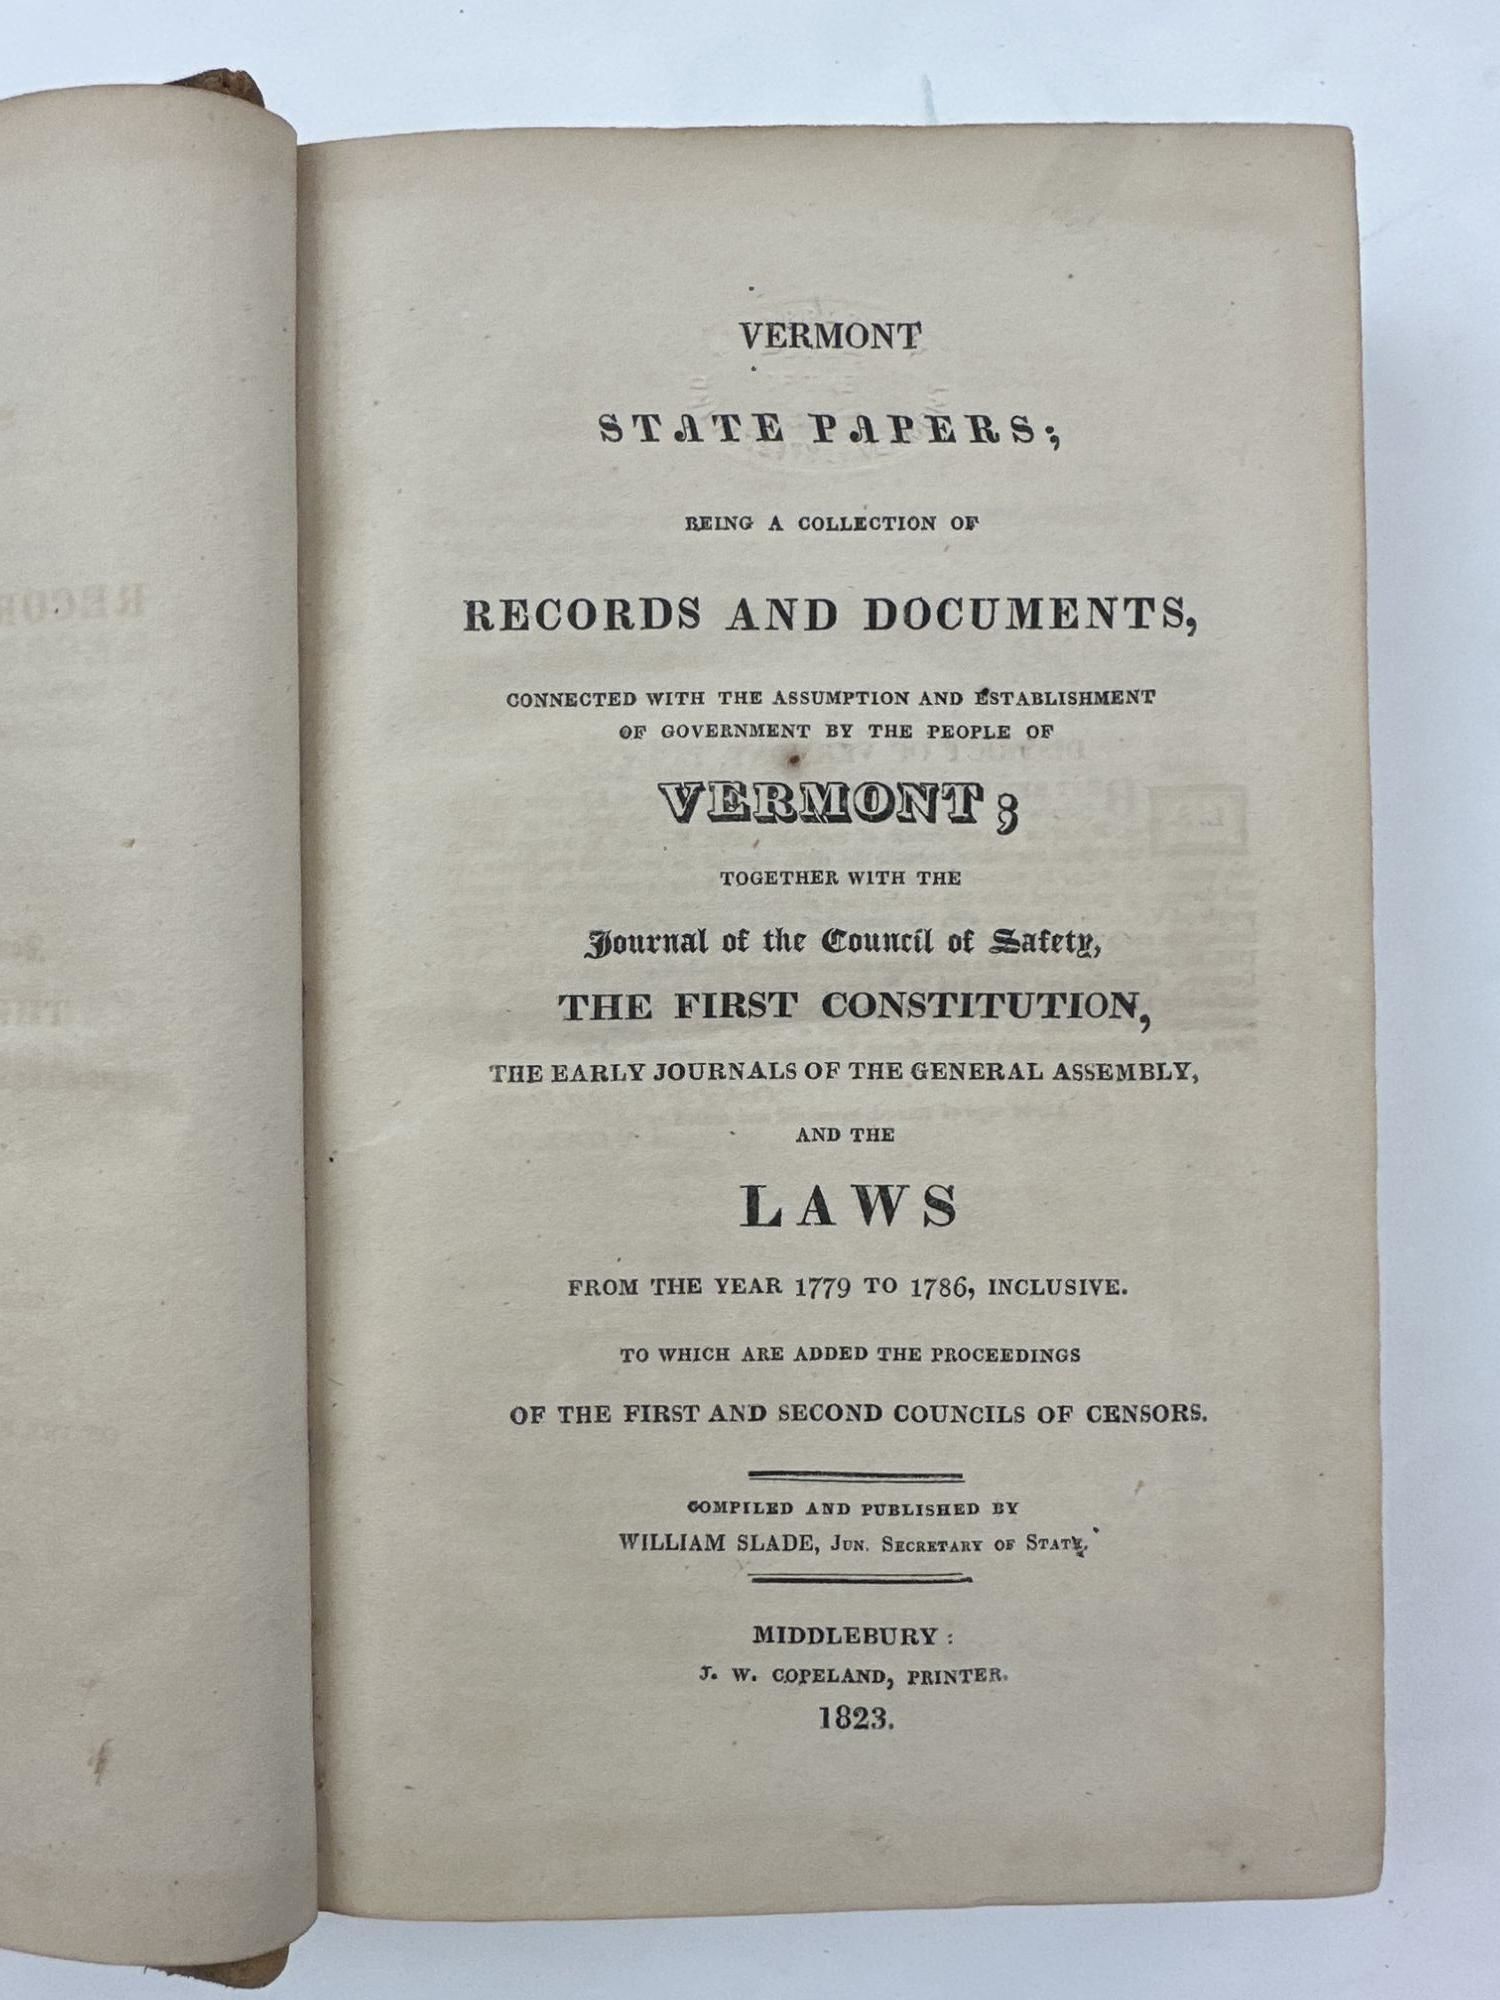 VERMONT
STATE PAPERS;
BEING A COLLECTION OF
RECORDS AND DOCUMENTS,
CONNECTED WITH THE ASSUMPTION AND ESTABLISHMENT
OF GOVERNMENT BY THE PEOPLE OF
VERMONT;
TOGETHER WITH THE
Journal of the Council of Safety,
THE FIRST CONSTITUTION,
THE EARLY JOURNALS OF THE GENERAL ASSEMBLY,
AND THE
LAWS
FROM THE YEAR 1779 TO 1786, INCLUSIVE.
TO WHICH ARE ADDED THE PROCEEDINGS
OF THE FIRST AND SECOND COUNCILS OF CENSORS.
COMPILED AND PUBLISHED BY
WILLIAM SLADE, JUN. SECRETARY OF STATE.
MIDDLEBURY:
J. W. COPELAND, PRINTER.
1823.